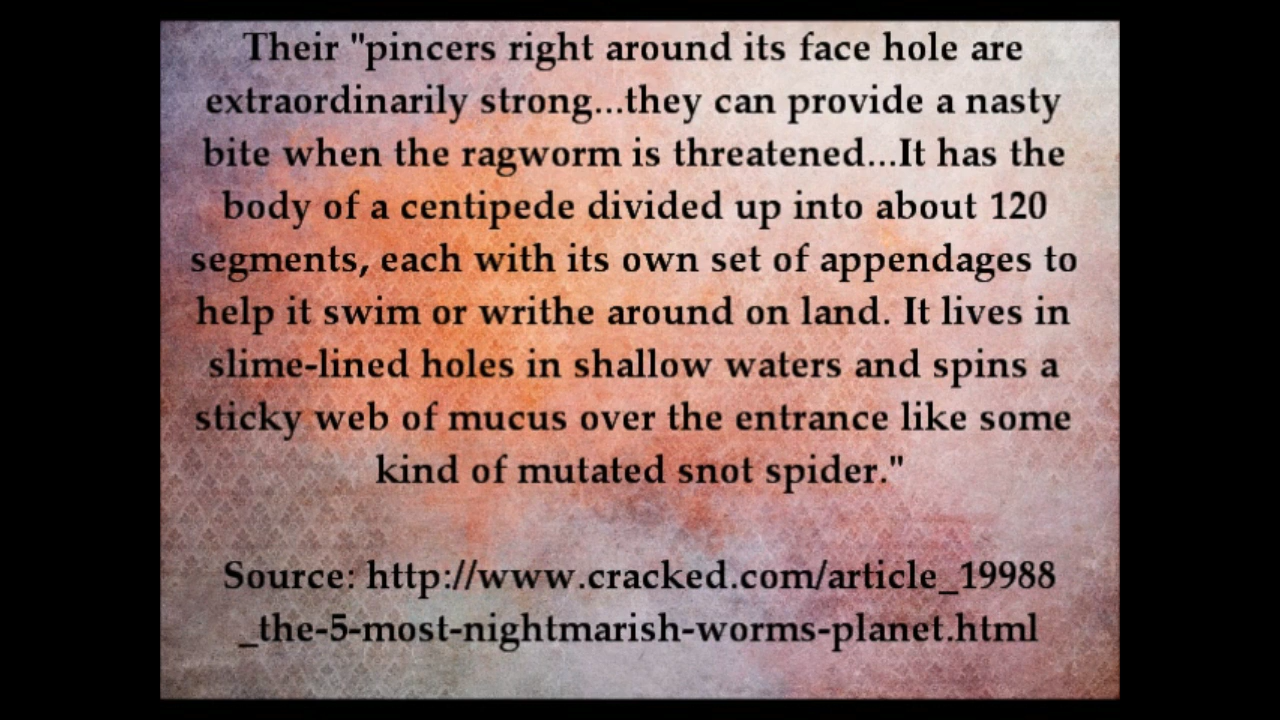 Their "pincers right around its face hole are
extraordinarily strong...they can provide a nasty
bite when the ragworm is threatened...It has the
body of a centipede divided up into about 120
segments, each with its own set of appendages to
help it swim or writhe around on land. It lives in
slime-lined holes in shallow waters and spins a
sticky web of mucus over the entrance like some
kind of mutated snot spider."
Source: http://www.cracked.com/article_19988
_the-5-most-nightmarish-worms-planet.html